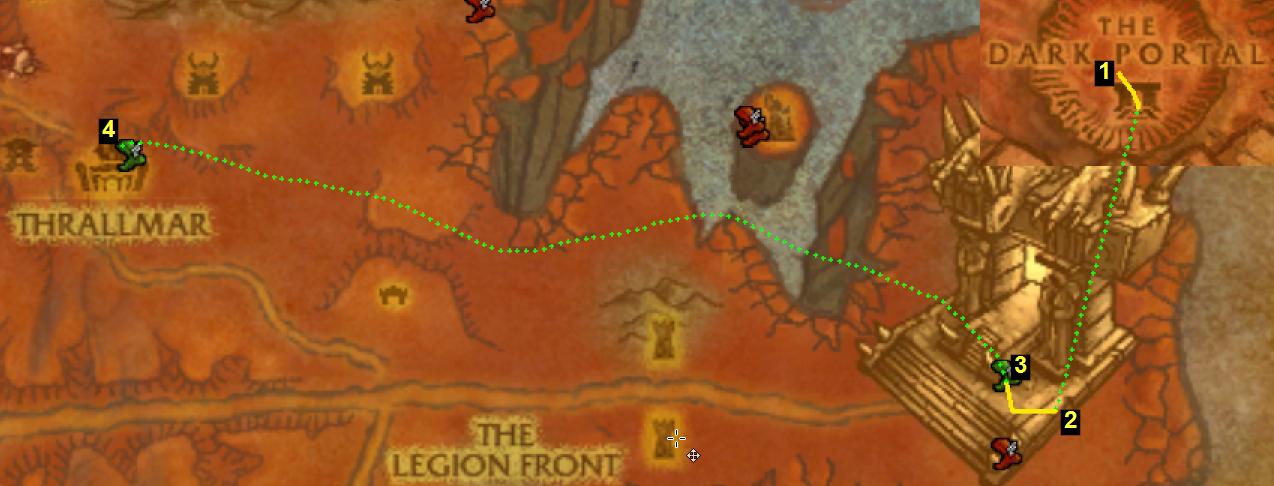 THE
DARK PORTAL
1
4
THRALLMAR
3
2
THE
LEGION FRONT